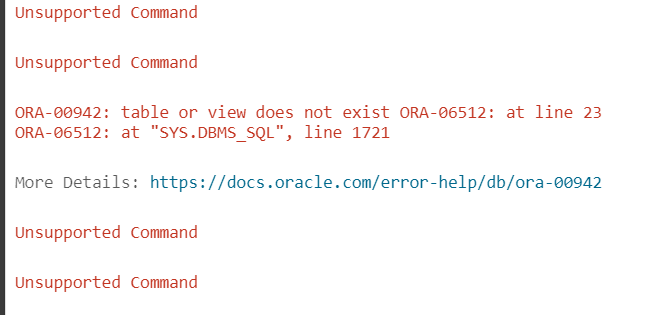 Unsupported Command
Unsupported Command
ORA-00942: table or view does not exist ORA-06512: at line 23
ORA-06512: at "SYS.DBMS_SQL", line 1721
More Details: https://docs.oracle.com/error-help/db/ora-00942
Unsupported Command
Unsupported Command